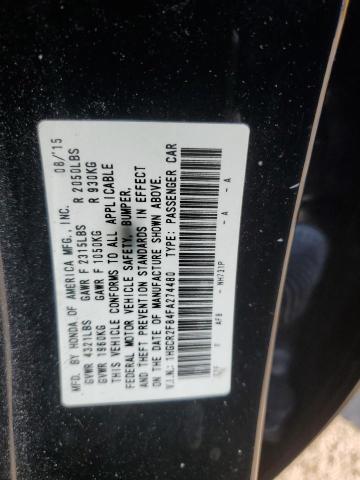 MFD. BY HONDA OF AMERICA MFG., INC. 08/15
GVWR 4321LBS GAWR F 2315LBS R 2050LBS
GVWR 1960KG GAWR F 1050KG R 930KG
THIS VEHICLE CONFORMS TO ALL APPLICABLE
FEDERAL MOTOR VEHICLE SAFETY, BUMPER,
AND THEFT PREVENTION STANDARDS IN EFFECT
ON THE DATE OF MANUFACTURE SHOWN ABOVE.
V.I.N.: 1HGCR2F84FA274480 TYPE: PASSENGER CAR
AFB NH731P - A - A